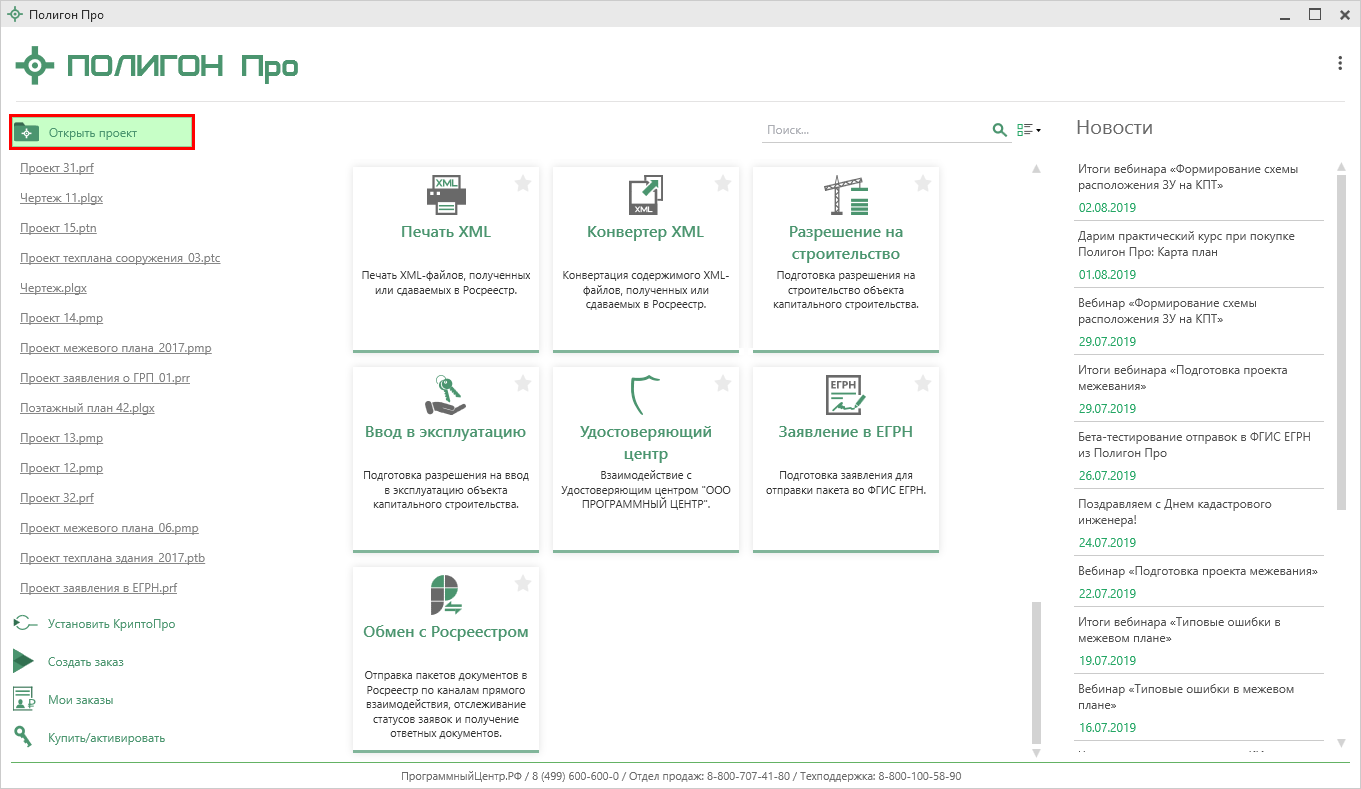 Полигон Про
ПОЛИГОН Про
Открыть проект
Проект 31.prf
Чертеж 11.plgx
Проект 15.ptn
Проект техплана сооружения_03.ptc
Чертеж.plgx
Проект 14.pmp
Проект межевого плана_2017.pmp
Проект заявления о ГРП_01.prr
Поэтажный план 42.plgx
Проект 13.pmp
Проект 12.pmp
Проект 32.prf
Проект межевого плана_06.pmp
Проект техплана здания_2017.ptb
Проект заявления в ЕГРН.prf
Установить КриптоПро
Создать заказ
Мои заказы
Купить/активировать
Поиск...
XML
Печать XML
Печать XML-файлов, полученных
или сдаваемых в Росреестр.
XML
Конвертер XML
Конвертация содержимого XML-
файлов, полученных или
сдаваемых в Росреестр.
Разрешение на
строительство
Подготовка разрешения на
строительство объекта
капитального строительства.
Ввод в эксплуатацию
Подготовка разрешения на ввод
в эксплуатацию объекта
капитального строительства.
Удостоверяющий
центр
Взаимодействие с
Удостоверяющим центром "ООО
ПРОГРАММНЫЙ ЦЕНТР".
ЕГРН
Заявление в ЕГРН
Подготовка заявления для
отправки пакета во ФГИС ЕГРН.
Обмен с Росреестром
Отправка пакетов документов в
Росреестр по каналам прямого
взаимодействия, отслеживание
статусов заявок и получение
ответных документов.
Новости
Итоги вебинара «Формирование схемы
расположения ЗУ на КПТ»
02.08.2019
Дарим практический курс при покупке
Полигон Про: Карта план
01.08.2019
Вебинар «Формирование схемы
расположения ЗУ на КПТ»
29.07.2019
Итоги вебинара «Подготовка проекта
межевания»
29.07.2019
Бета-тестирование отправок в ФГИС ЕГРН
из Полигон Про
26.07.2019
Поздравляем с Днем кадастрового
инженера!
24.07.2019
Вебинар «Подготовка проекта межевания»
22.07.2019
Итоги вебинара «Типовые ошибки в
межевом плане»
19.07.2019
Вебинар «Типовые ошибки в межевом
плане»
16.07.2019
ПрограммныйЦентр.РФ / 8 (499) 600-600-0 / Отдел продаж: 8-800-707-41-80 / Техподдержка: 8-800-100-58-90